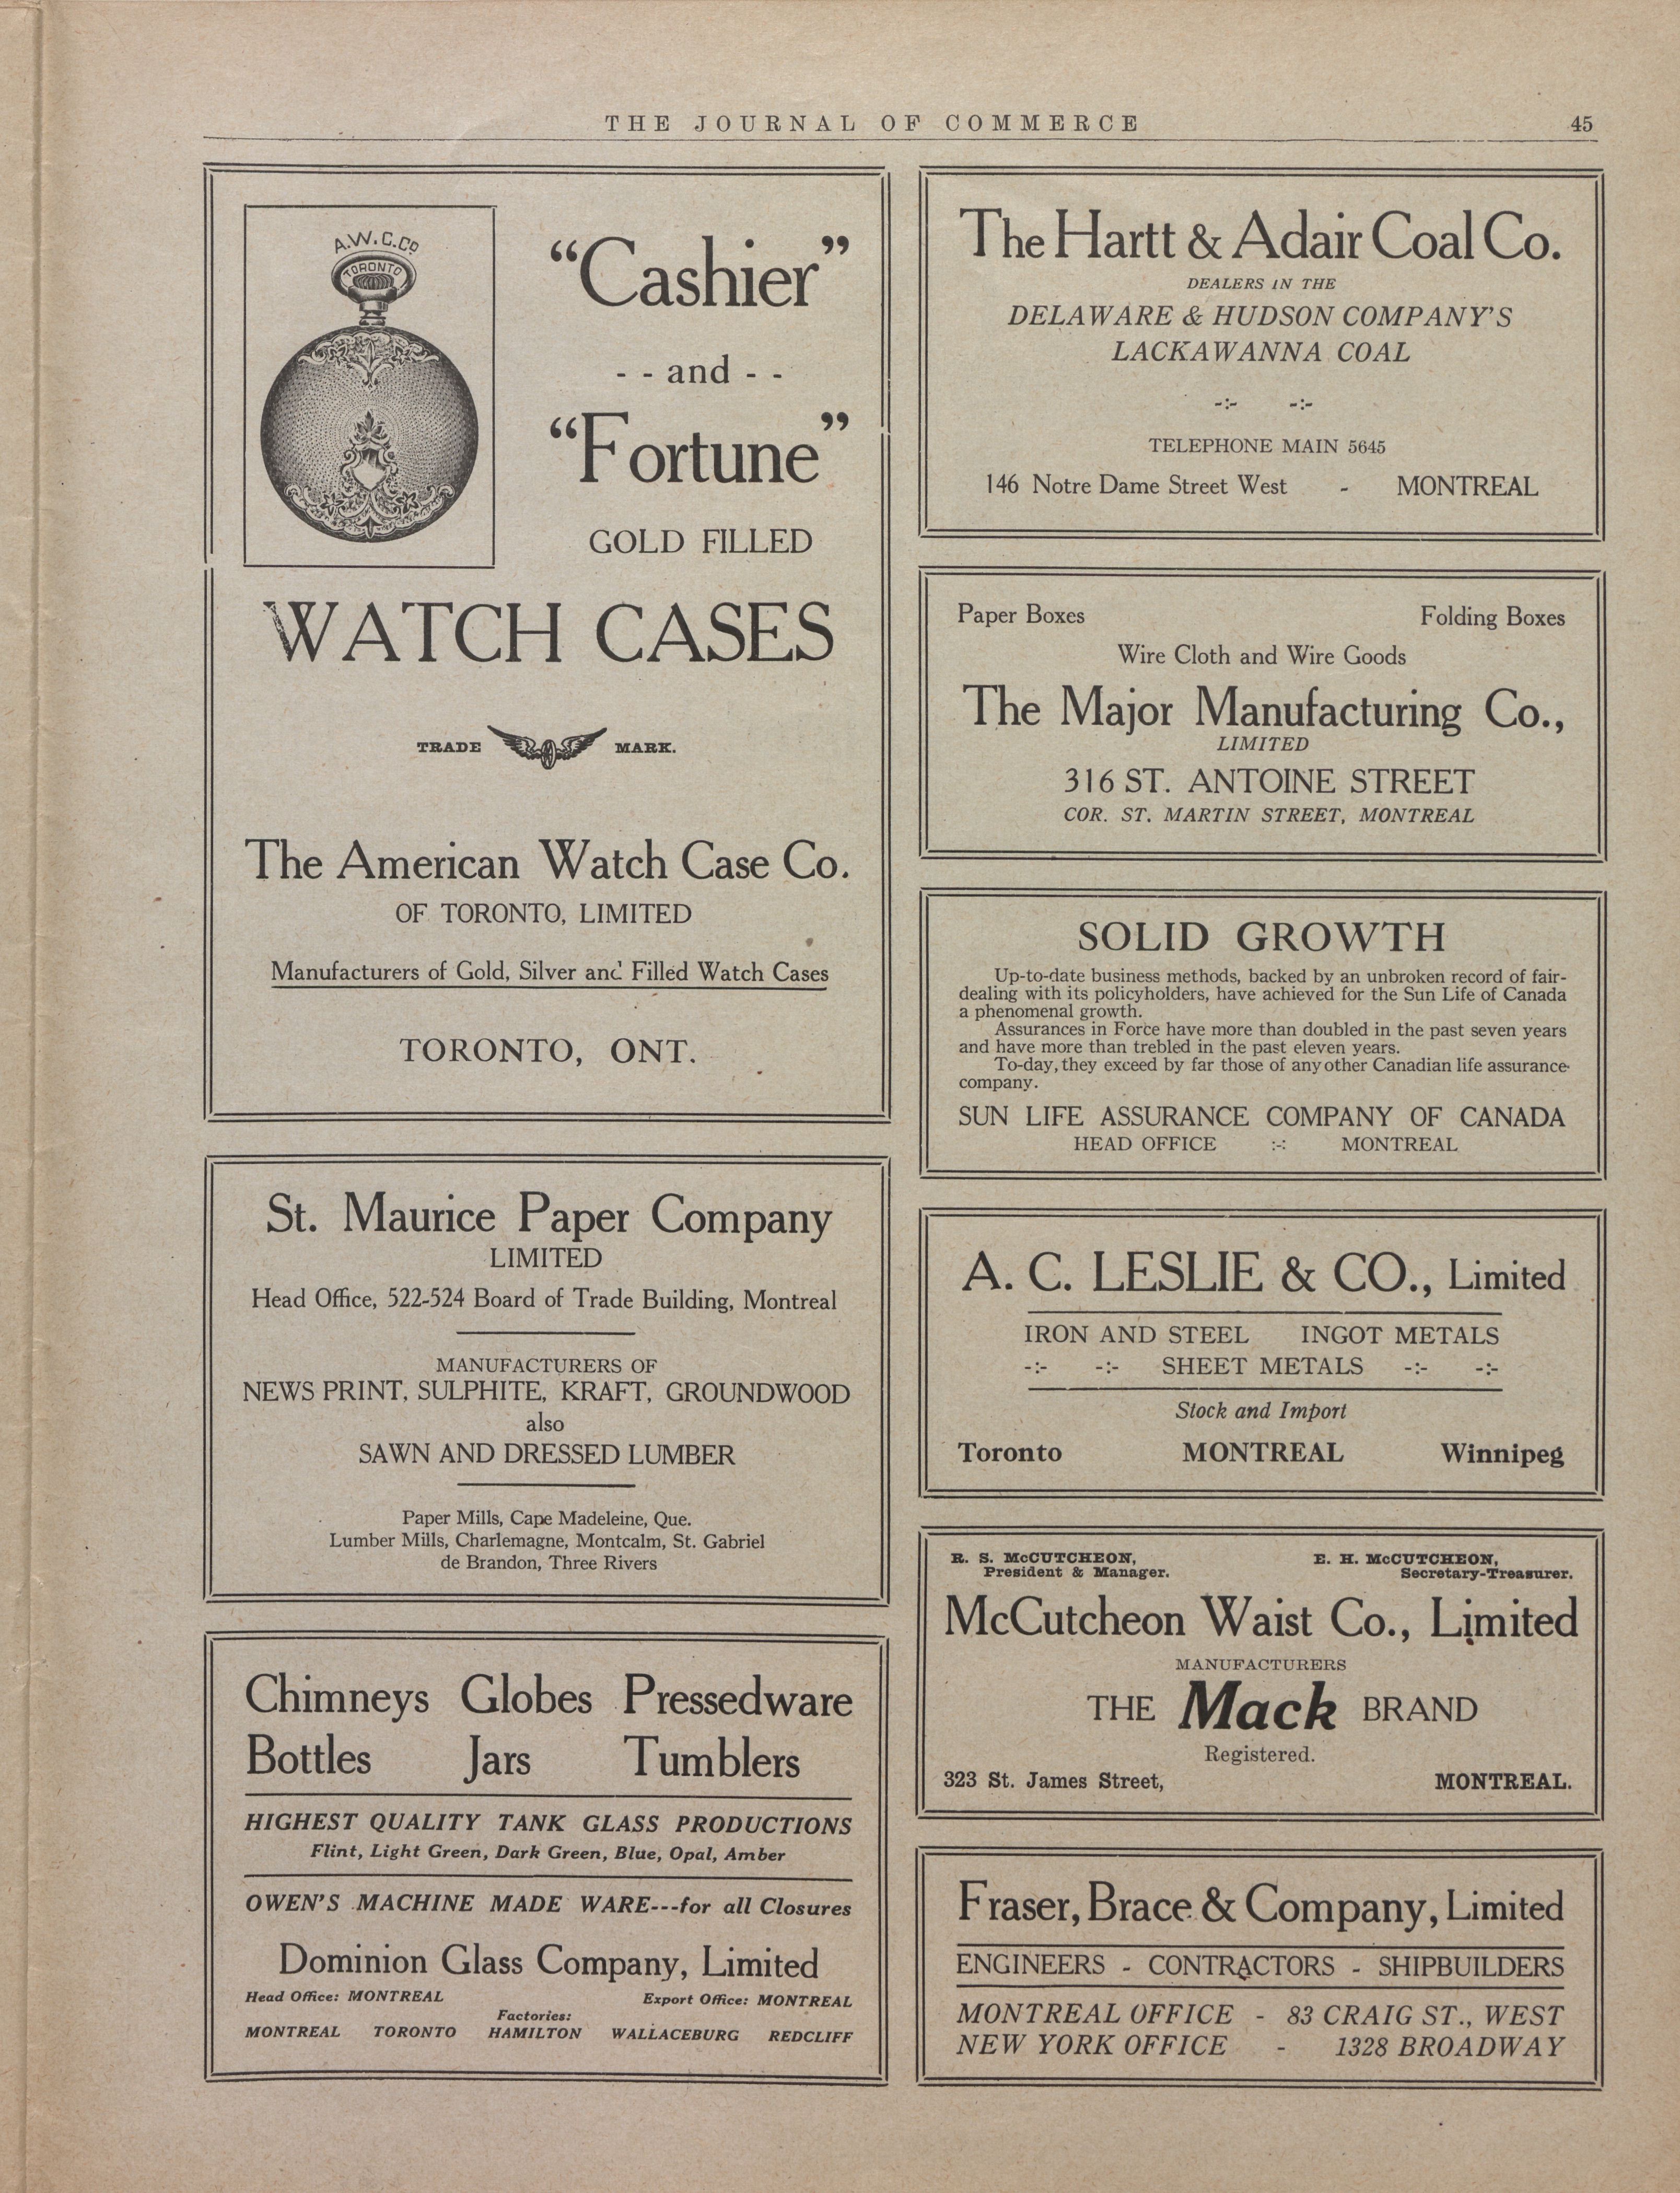 THE JOURNAL OF COMMERCE 45
A.W.C.Co
TORONTO
"Cashier"
- - and - -
"Fortune"
GOLD FILLED
WATCH CASES
TRADE MARK.
The American Watch Case Co.
OF TORONTO, LIMITED
Manufacturers of Gold, Silver and Filled Watch Cases
TORONTO, ONT.
St. Maurice Paper Company
LIMITED
Head Office, 522-524 Board of Trade Building, Montreal
MANUFACTURERS OF
NEWS PRINT, SULPHITE, KRAFT, GROUNDWOOD
also
SAWN AND DRESSED LUMBER
Paper Mills, Cape Madeleine, Que.
Lumber Mills, Charlemagne, Montcalm, St. Gabriel
de Brandon, Three Rivers
Chimneys Globes Pressedware
Bottles Jars Tumblers
HIGHEST QUALITY TANK GLASS PRODUCTIONS
Flint, Light Green, Dark Green, Blue, Opal, Amber
OWEN'S MACHINE MADE WARE---for all Closures
Dominion Glass Company, Limited
Head Office: MONTREAL Export Office: MONTREAL
Factories:
MONTREAL TORONTO HAMILTON WALLACEBURG REDCLIFF
The Hartt & Adair Coal Co.
DEALERS IN THE
DELAWARE & HUDSON COMPANY'S
LACKAWANNA COAL
-:- -:-
TELEPHONE MAIN 5645
146 Notre Dame Street West - MONTREAL
Paper Boxes Folding Boxes
Wire Cloth and Wire Goods
The Major Manufacturing Co.,
LIMITED
316 ST. ANTOINE STREET
COR. ST. MARTIN STREET, MONTREAL
SOLID GROWTH
Up-to-date business methods, backed by an unbroken record of fair-
dealing with its policyholders, have achieved for the Sun Life of Canada
a phenomenal growth.
Assurances in Force have more than doubled in the past seven years
and have more than trebled in the past eleven years.
To-day, they exceed by far those of any other Canadian life assurance
company.
SUN LIFE ASSURANCE COMPANY OF CANADA
HEAD OFFICE :-: MONTREAL
A. C. LESLIE & CO., Limited
IRON AND STEEL INGOT METALS
-:- -:- SHEET METALS -:- -:-
Stock and Import
Toronto MONTREAL Winnipeg
R. S. McCUTCHEON, E. H. McCUTCHEON,
President & Manager. Secretary-Treasurer.
McCutcheon Waist Co., Limited
MANUFACTURERS
THE Mack BRAND
Registered.
323 St. James Street, MONTREAL.
Fraser, Brace & Company, Limited
ENGINEERS - CONTRACTORS - SHIPBUILDERS
MONTREAL OFFICE - 83 CRAIG ST., WEST
NEW YORK OFFICE - 1328 BROADWAY